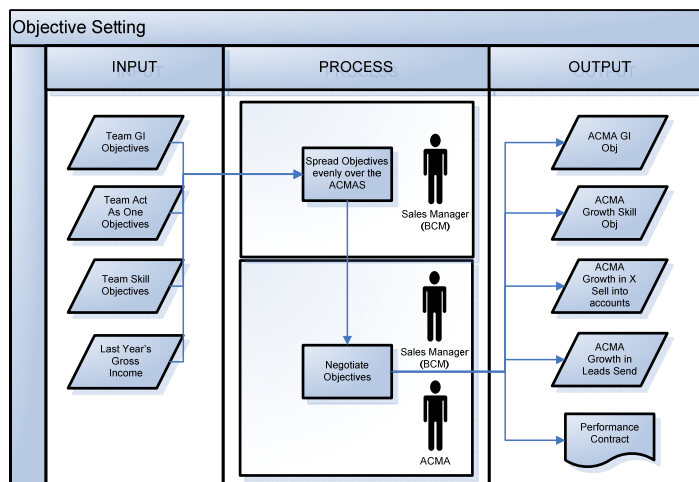 Objective Setting
INPUT
PROCESS
OUTPUT
Team GI
Objectives
Team Act
As One
Objectives
Team Skill
Objectives
Last Year's
Gross
Income
Spread Objectives
evenly over the
ACMAS
Sales Manager
(BCM)
Negotiate
Objectives
Sales Manager
(BCM)
ACMA
ACMA GI
Obj
ACMA
Growth Skill
Obj
ACMA
Growth in X
Sell into
accounts
ACMA
Growth in
Leads Send
Performance
Contract